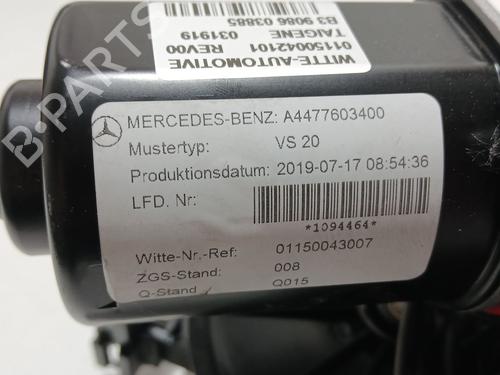 WITTE-AUTOMOTIVE
01150042101 REV00
TAIGENE 031919
B3 9086 03885
MERCEDES-BENZ: A4477603400
Mustertyp: VS 20
Produktionsdatum: 2019-07-17 08:54:36
LFD. Nr:
*1094464*
Witte-Nr.-Ref: 01150043007
ZGS-Stand: 008
Q-Stand Q015
B-PARTS